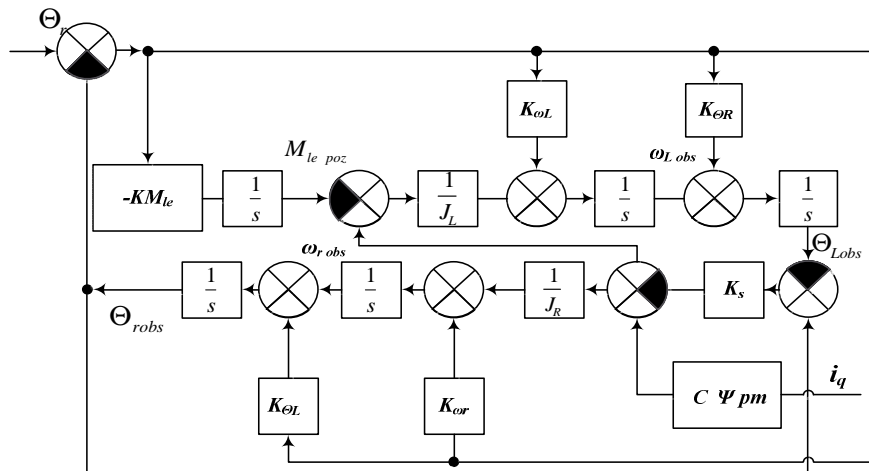 Θr
KωL
KΘR
Mle poz
ωL obs
-KMle
1/s
1/JL
1/s
1/s
ωr obs
ΘLobs
1/s
1/s
1/JR
Ks
Θrobs
iq
C Ψ pm
KΘL
Kωr